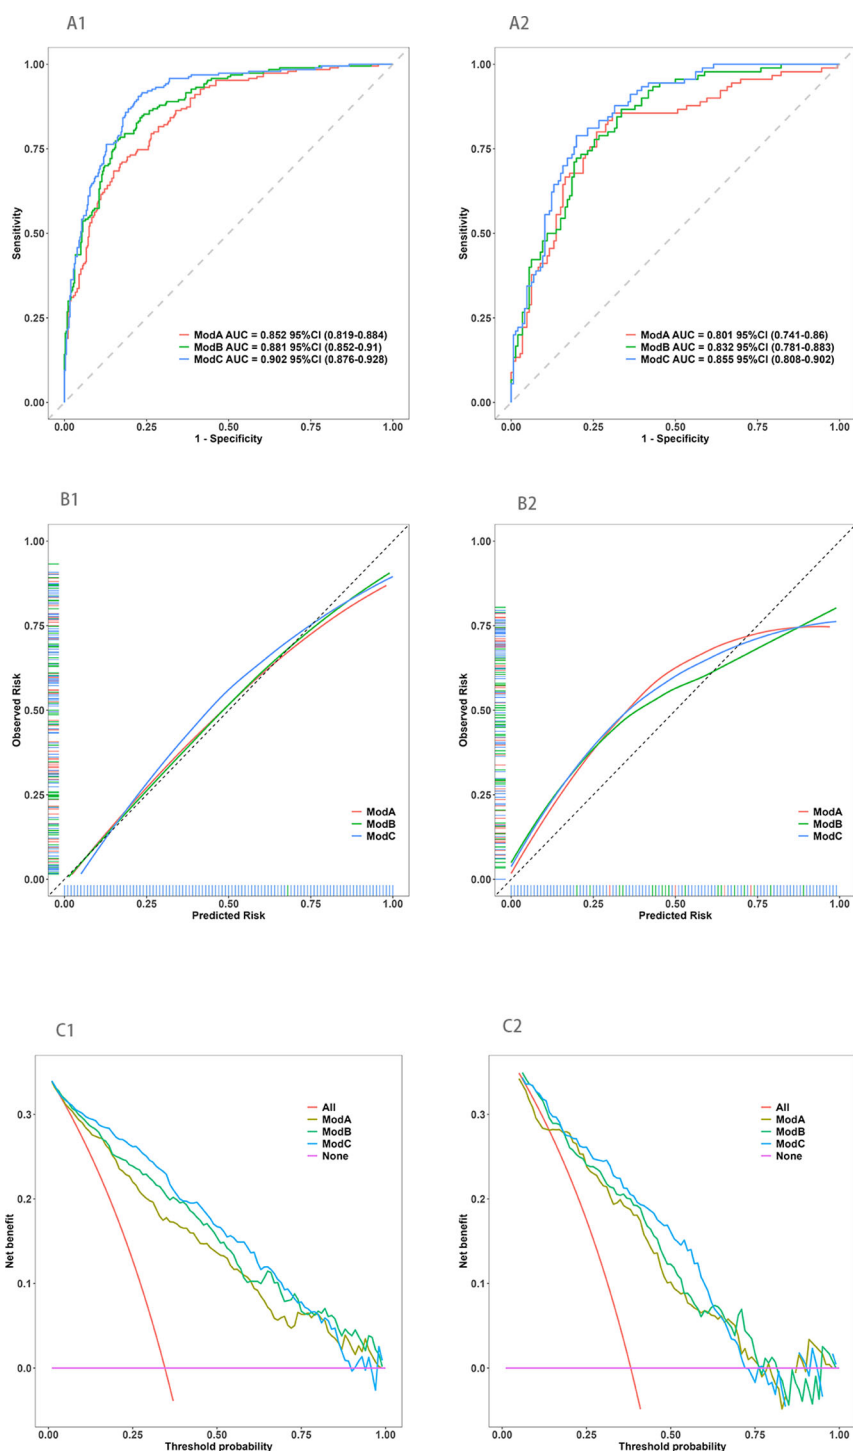 A1
A2
1.00
0.75
0.50
0.25
0.00
Sensitivity
ModA AUC = 0.852 95%CI (0.819-0.884)
ModB AUC = 0.881 95%CI (0.852-0.91)
ModC AUC = 0.902 95%CI (0.876-0.928)
0.00 0.25 0.50 0.75 1.00
1 - Specificity
1.00
0.75
0.50
0.25
0.00
Sensitivity
ModA AUC = 0.801 95%CI (0.741-0.86)
ModB AUC = 0.832 95%CI (0.781-0.883)
ModC AUC = 0.855 95%CI (0.808-0.902)
0.00 0.25 0.50 0.75 1.00
1 - Specificity
B1
B2
1.00
0.75
0.50
0.25
0.00
Observed Risk
ModA
ModB
ModC
0.00 0.25 0.50 0.75 1.00
Predicted Risk
1.00
0.75
0.50
0.25
0.00
Observed Risk
ModA
ModB
ModC
0.00 0.25 0.50 0.75 1.00
Predicted Risk
C1
C2
0.3
0.2
0.1
0.0
Net benefit
All
ModA
ModB
ModC
None
0.00 0.25 0.50 0.75 1.00
Threshold probability
0.3
0.2
0.1
0.0
Net benefit
All
ModA
ModB
ModC
None
0.00 0.25 0.50 0.75 1.00
Threshold probability